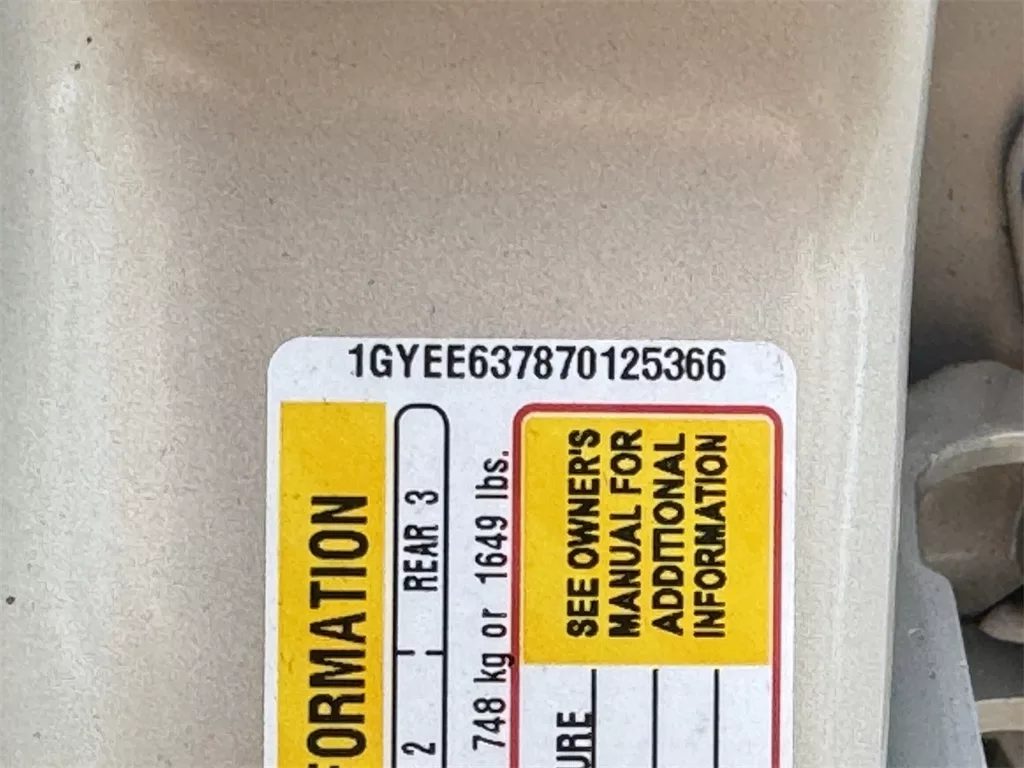 1GYEE637870125366
FORMATION
2 REAR 3
748 kg or 1649 lbs.
SEE OWNER'S
MANUAL FOR
ADDITIONAL
INFORMATION
URE